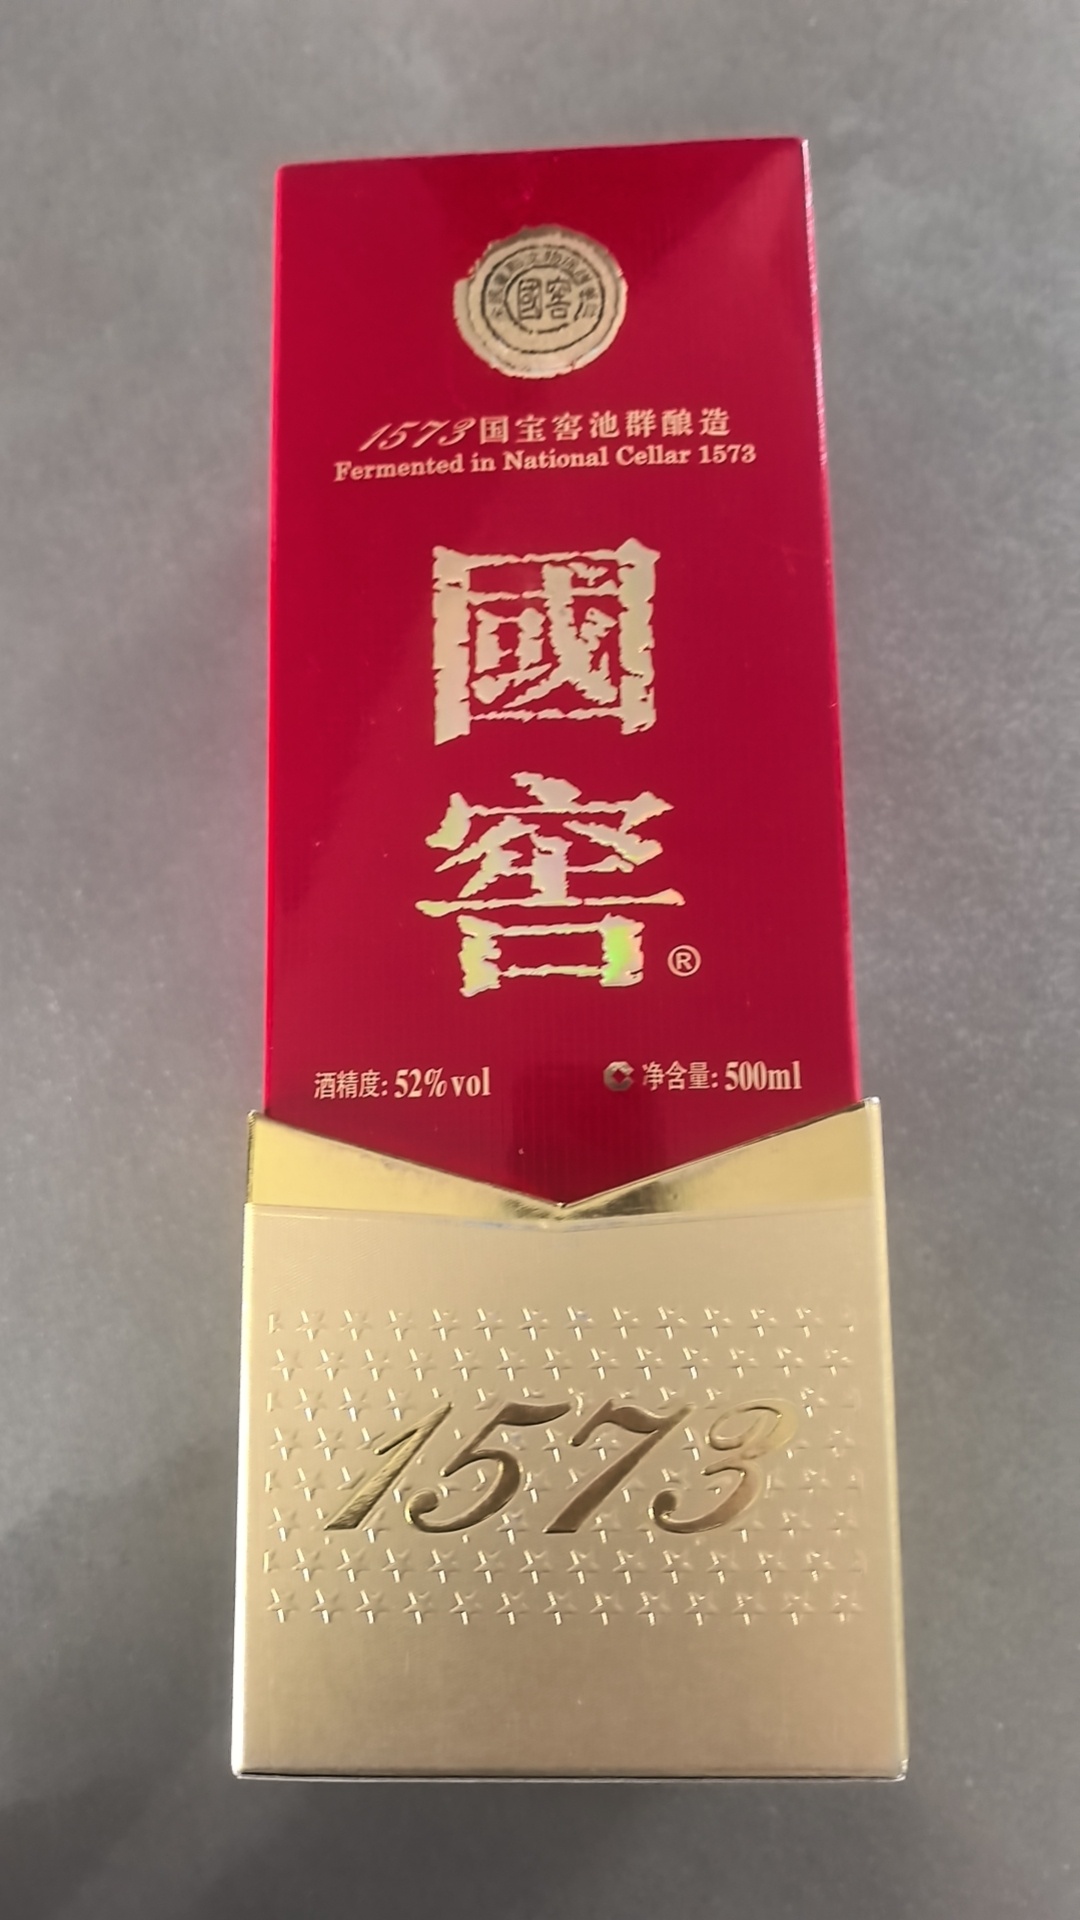 國窖
1573国宝窖池群酿造
Fermented in National Cellar 1573
國
窖®
酒精度: 52% vol
净含量: 500ml
1573